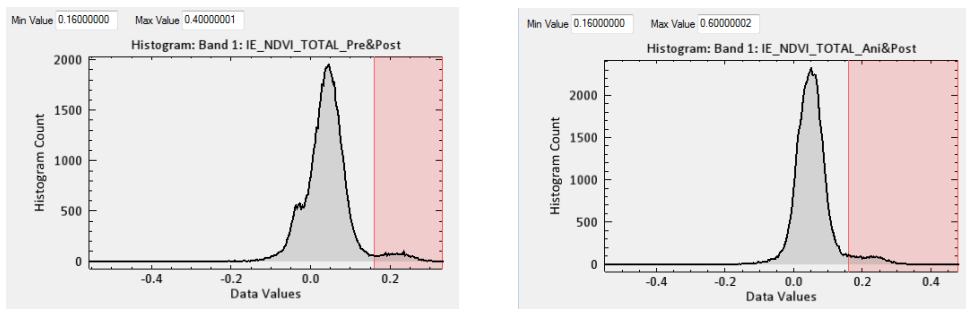 Min Value 0.16000000 Max Value 0.40000001
Histogram: Band 1: IE_NDVI_TOTAL_Pre&Post
Histogram Count
2000
1500
1000
500
0
-0.4 -0.2 0.0 0.2
Data Values
Min Value 0.16000000 Max Value 0.60000002
Histogram: Band 1: IE_NDVI_TOTAL_Ani&Post
Histogram Count
2000
1500
1000
500
0
-0.4 -0.2 0.0 0.2 0.4
Data Values